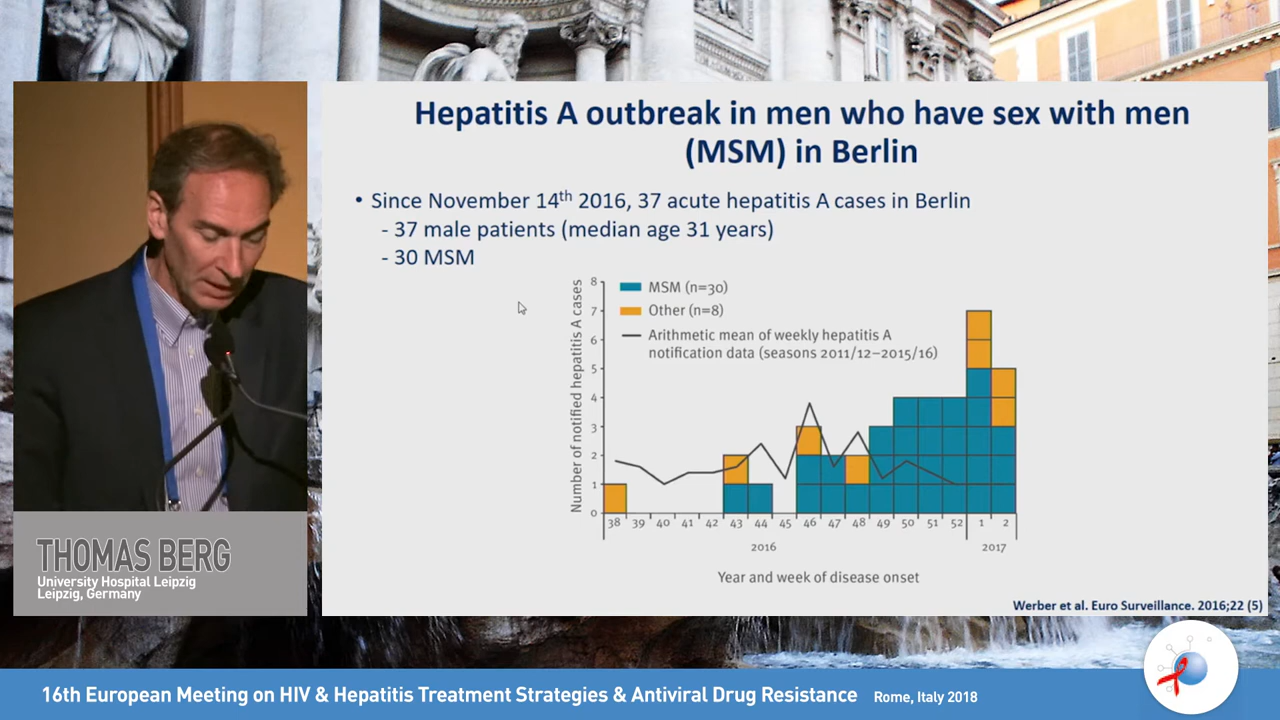 Hepatitis A outbreak in men who have sex with men
(MSM) in Berlin
• Since November 14th 2016, 37 acute hepatitis A cases in Berlin
- 37 male patients (median age 31 years)
- 30 MSM
Number of notified hepatitis A cases
8
7
6
5
4
3
2
1
0
MSM (n=30)
Other (n=8)
Arithmetic mean of weekly hepatitis A
notification data (seasons 2011/12–2015/16)
38 39 40 41 42 43 44 45 46 47 48 49 50 51 52 1 2
2016 2017
Year and week of disease onset
Werber et al. Euro Surveillance. 2016;22 (5)
THOMAS BERG
University Hospital Leipzig
Leipzig, Germany
16th European Meeting on HIV & Hepatitis Treatment Strategies & Antiviral Drug Resistance Rome, Italy 2018